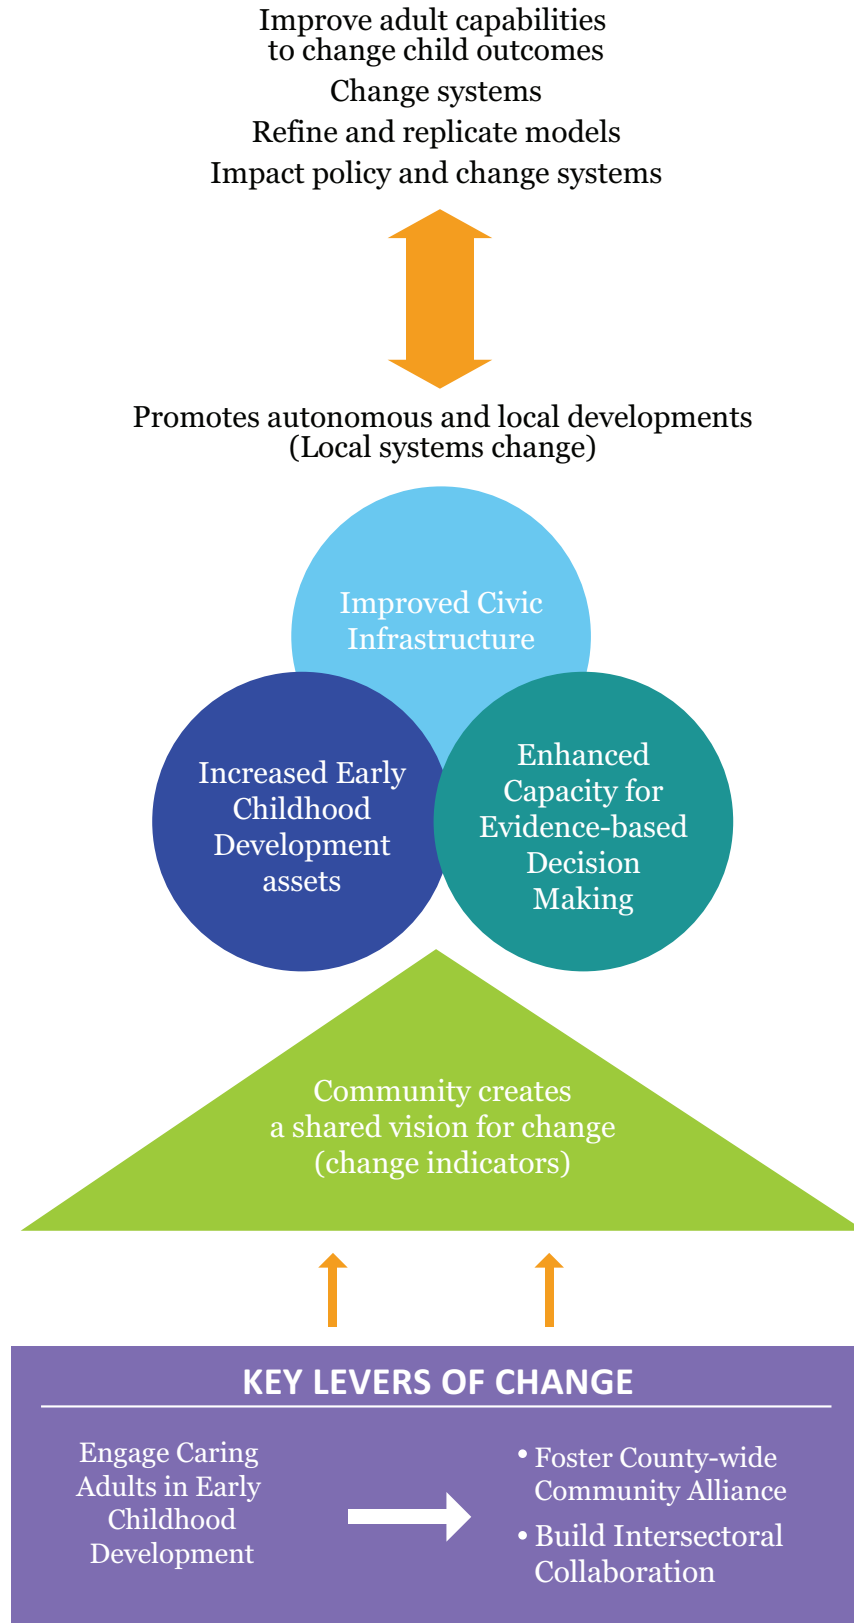 Improve adult capabilities
to change child outcomes
Change systems
Refine and replicate models
Impact policy and change systems
Promotes autonomous and local developments
(Local systems change)
Improved Civic
Infrastructure
Increased Early
Childhood
Development
assets
Enhanced
Capacity for
Evidence-based
Decision
Making
Community creates
a shared vision for change
(change indicators)
KEY LEVERS OF CHANGE
Engage Caring
Adults in Early
Childhood
Development
• Foster County-wide
Community Alliance
• Build Intersectoral
Collaboration